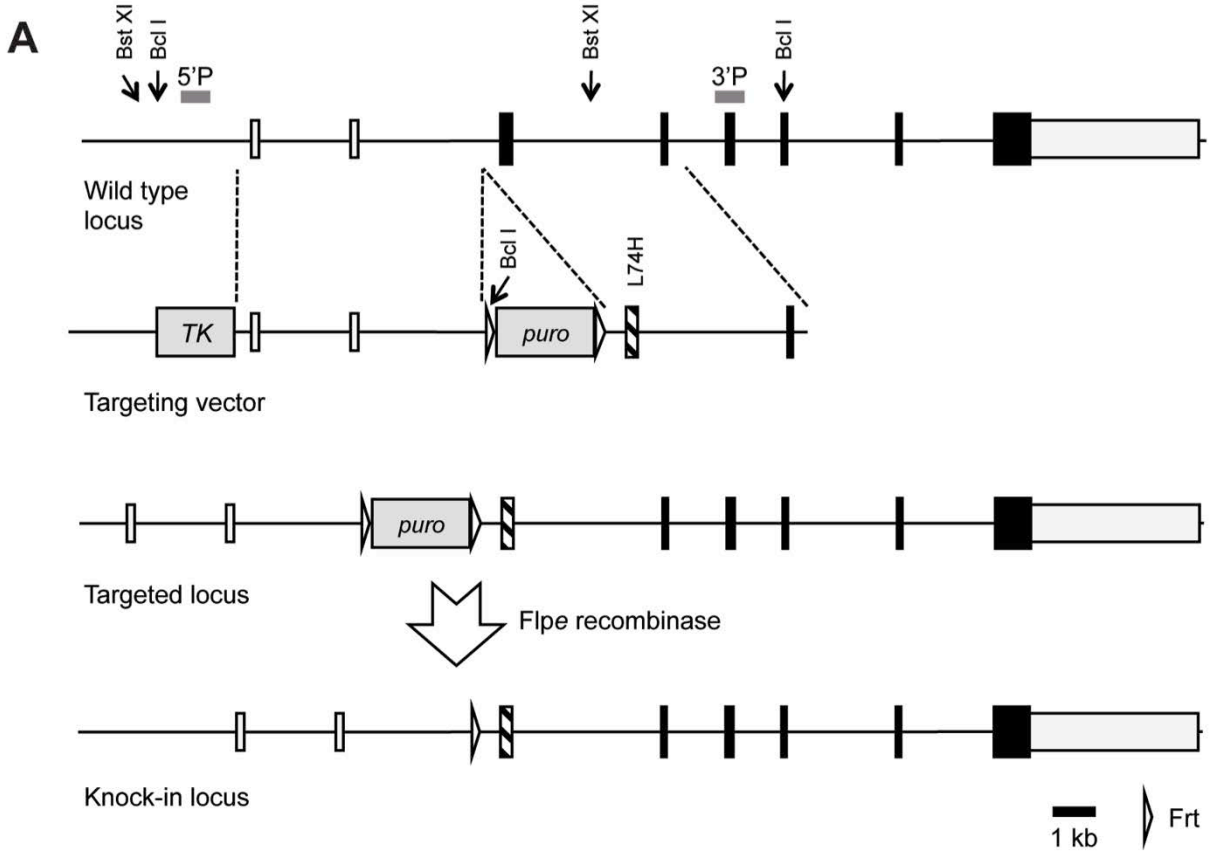 A
Bst XI
Bcl I
5'P
Bst XI
3'P
Bcl I
Wild type
locus
Bcl I
L74H
TK
puro
Targeting vector
puro
Targeted locus
Flpe recombinase
Knock-in locus
1 kb
Frt